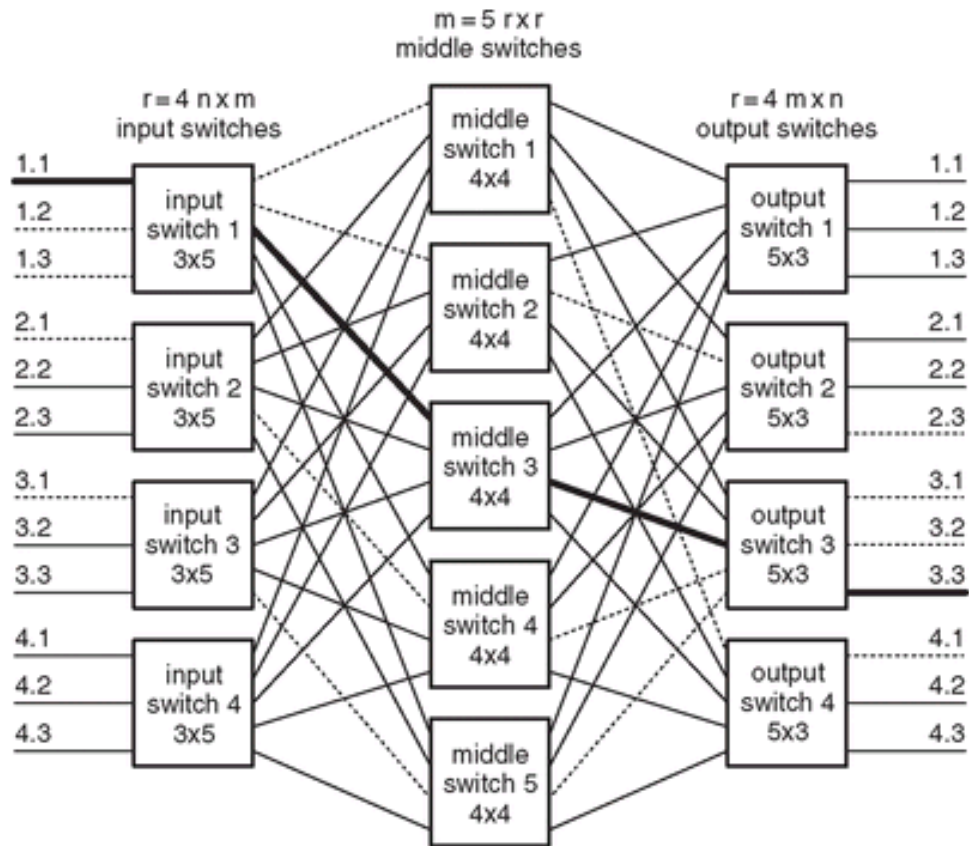 m = 5 r x r
middle switches
r = 4 n x m
input switches
r = 4 m x n
output switches
1.1
1.2
1.3
2.1
2.2
2.3
3.1
3.2
3.3
4.1
4.2
4.3
input
switch 1
3x5
input
switch 2
3x5
input
switch 3
3x5
input
switch 4
3x5
middle
switch 1
4x4
middle
switch 2
4x4
middle
switch 3
4x4
middle
switch 4
4x4
middle
switch 5
4x4
output
switch 1
5x3
output
switch 2
5x3
output
switch 3
5x3
output
switch 4
5x3
1.1
1.2
1.3
2.1
2.2
2.3
3.1
3.2
3.3
4.1
4.2
4.3